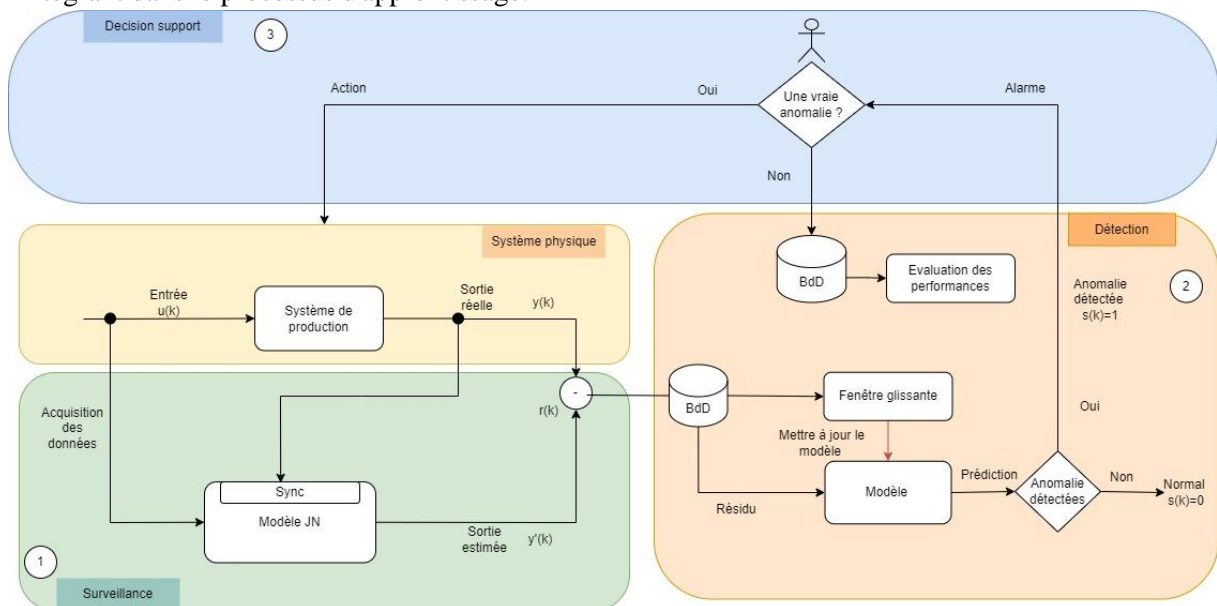 Decision support
3
Action
Oui
Une vraie
anomalie ?
Alarme
Non
Système physique
Détection
Entrée
u(k)
Système de
production
Sortie
réelle
y(k)
BdD
Evaluation des
performances
Anomalie
détectée
s(k)=1
2
Acquisition
des
données
r(k)
-
BdD
Fenêtre glissante
Oui
Mettre à jour le
modèle
Sync
Modèle JN
Sortie
estimée
y'(k)
Résidu
Modèle
Prédiction
Anomalie
détectées
Non
Normal
s(k)=0
1
Surveillance